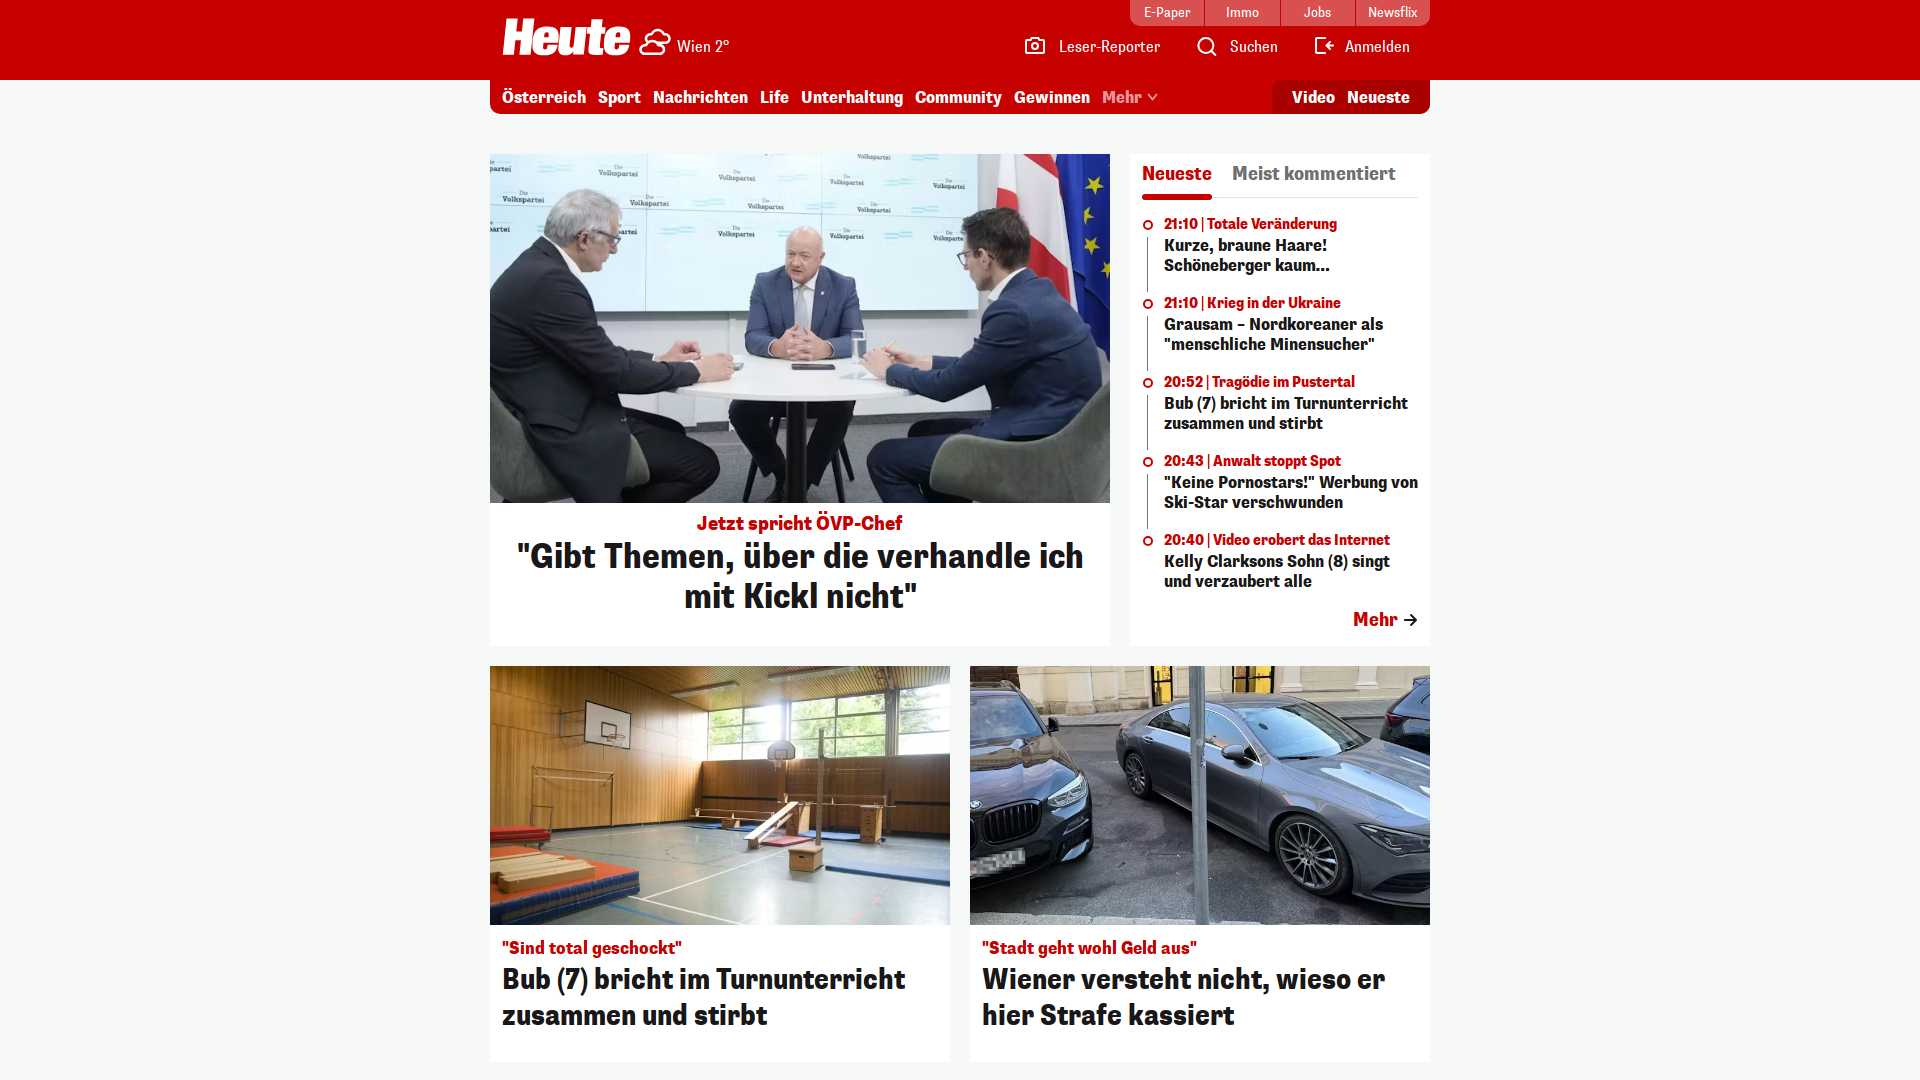 E-Paper
Immo
Jobs
Newsflix
Heute
Wien 2°
Leser-Reporter
Suchen
Anmelden
Österreich
Sport
Nachrichten
Life
Unterhaltung
Community
Gewinnen
Mehr
Video
Neueste
Die
Volkspartei
Jetzt spricht ÖVP-Chef
"Gibt Themen, über die verhandle ich
mit Kickl nicht"
Neueste
Meist kommentiert
21:10 | Totale Veränderung
Kurze, braune Haare!
Schöneberger kaum...
21:10 | Krieg in der Ukraine
Grausam – Nordkoreaner als
"menschliche Minensucher"
20:52 | Tragödie im Pustertal
Bub (7) bricht im Turnunterricht
zusammen und stirbt
20:43 | Anwalt stoppt Spot
"Keine Pornostars!" Werbung von
Ski-Star verschwunden
20:40 | Video erobert das Internet
Kelly Clarksons Sohn (8) singt
und verzaubert alle
Mehr
"Sind total geschockt"
Bub (7) bricht im Turnunterricht
zusammen und stirbt
"Stadt geht wohl Geld aus"
Wiener versteht nicht, wieso er
hier Strafe kassiert